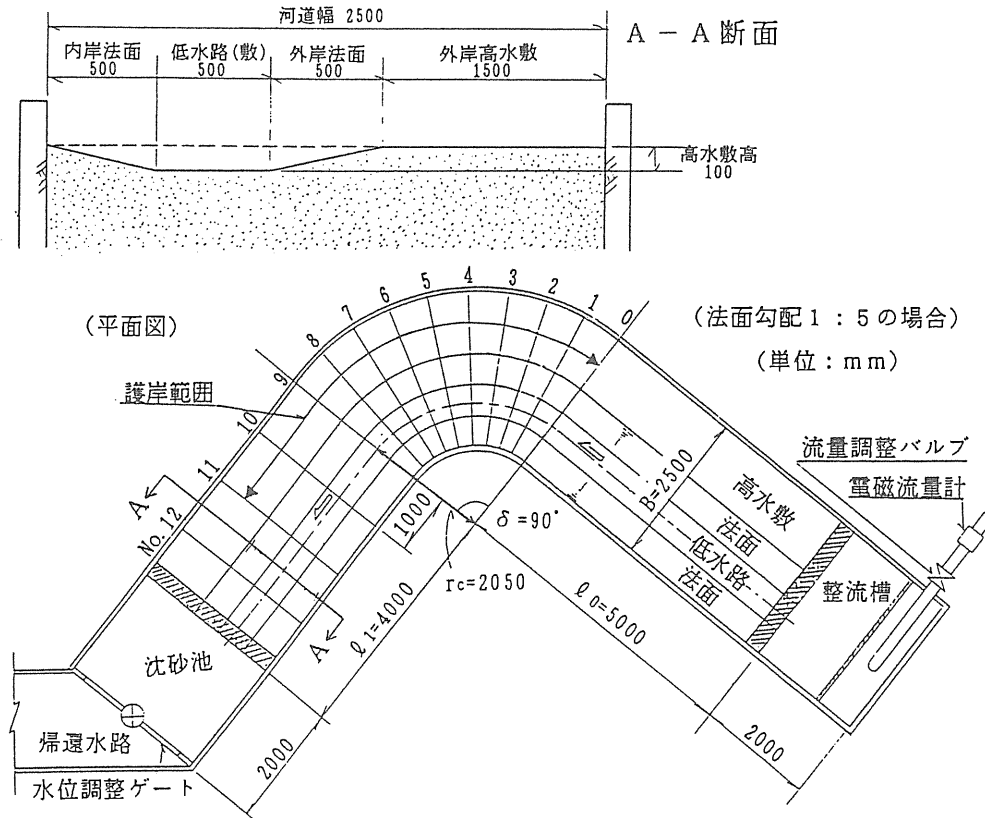 河道幅 2500
A－A断面
内岸法面
500
低水路(敷)
500
外岸法面
500
外岸高水敷
1500
高水敷高
100
(平面図)
(法面勾配1：5の場合)
(単位：mm)
護岸範囲
0
1
2
3
4
5
6
7
8
9
10
11
No.12
A
A
流量調整バルブ
電磁流量計
B=2500
高水敷
法面
低水路
法面
整流槽
1000
δ=90°
rc=2050
ℓ1=4000
ℓ0=5000
沈砂池
帰還水路
水位調整ゲート
2000
2000